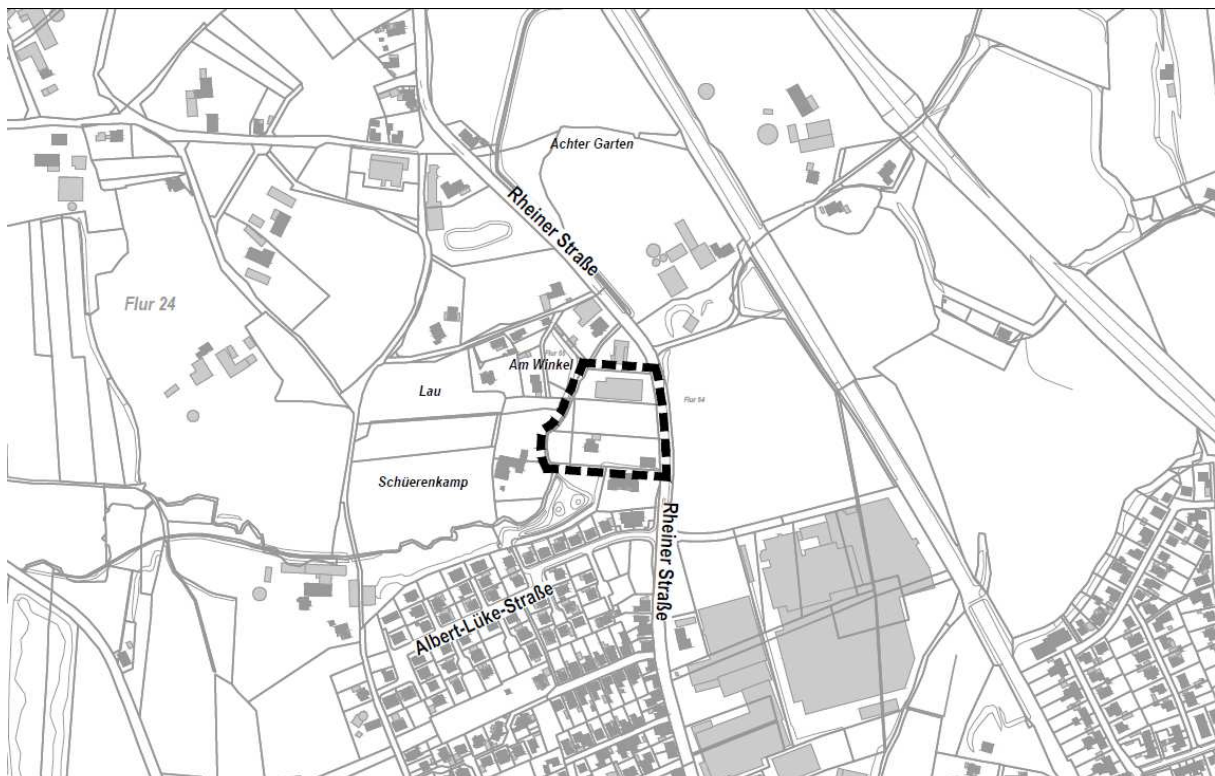 Achter Garten
Rheiner Straße
Flur 24
Am Winkel
Lau
Schüerenkamp
Rheiner Straße
Albert-Lüke-Straße